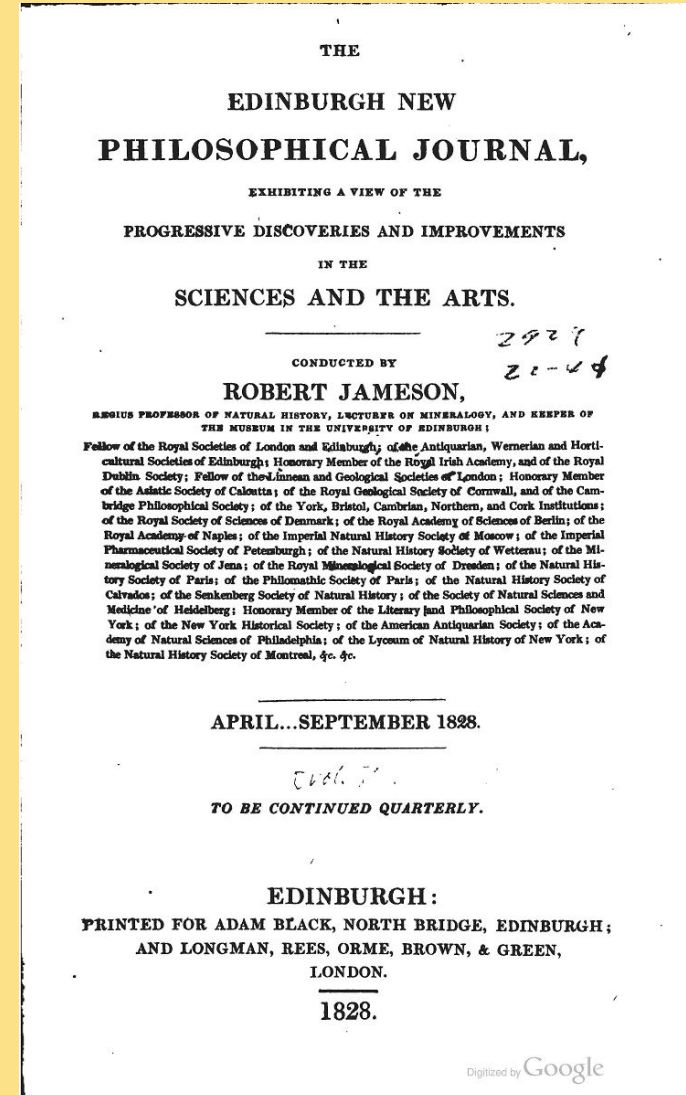 THE
EDINBURGH NEW
PHILOSOPHICAL JOURNAL,
EXHIBITING A VIEW OF THE
PROGRESSIVE DISCOVERIES AND IMPROVEMENTS
IN THE
SCIENCES AND THE ARTS.
CONDUCTED BY
ROBERT JAMESON,
REGIUS PROFESSOR OF NATURAL HISTORY, LECTURER ON MINERALOGY, AND KEEPER OF
THE MUSEUM IN THE UNIVERSITY OF EDINBURGH;
Fellow of the Royal Societies of London and Edinburgh; of the Antiquarian, Wernerian and Horti-
cultural Societies of Edinburgh; Honorary Member of the Royal Irish Academy, and of the Royal
Dublin Society; Fellow of the Linnean and Geological Societies of London; Honorary Member
of the Asiatic Society of Calcutta; of the Royal Geological Society of Cornwall, and of the Cam-
bridge Philosophical Society; of the York, Bristol, Cambrian, Northern, and Cork Institutions;
of the Royal Society of Sciences of Denmark; of the Royal Academy of Sciences of Berlin; of the
Royal Academy of Naples; of the Imperial Natural History Society of Moscow; of the Imperial
Pharmaceutical Society of Petersburgh; of the Natural History Society of Wetterau; of the Mi-
neralogical Society of Jena; of the Royal Mineralogical Society of Dresden; of the Natural His-
tory Society of Paris; of the Philomathic Society of Paris; of the Natural History Society of
Calvados; of the Senkenberg Society of Natural History; of the Society of Natural Sciences and
Medicine of Heidelberg; Honorary Member of the Literary and Philosophical Society of New
York; of the New York Historical Society; of the American Antiquarian Society; of the Aca-
demy of Natural Sciences of Philadelphia; of the Lyceum of Natural History of New York; of
the Natural History Society of Montreal, &c. &c.
APRIL...SEPTEMBER 1828.
TO BE CONTINUED QUARTERLY.
EDINBURGH:
PRINTED FOR ADAM BLACK, NORTH BRIDGE, EDINBURGH;
AND LONGMAN, REES, ORME, BROWN, & GREEN,
LONDON.
1828.
Digitized by Google